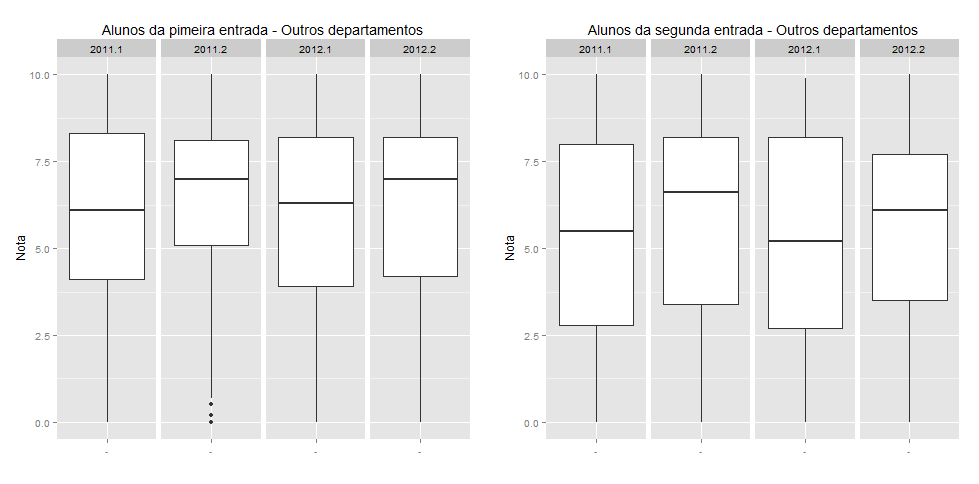 Alunos da pimeira entrada - Outros departamentos
2011.1 2011.2 2012.1 2012.2
10.0
7.5
5.0
2.5
0.0
Nota
- - - -
Alunos da segunda entrada - Outros departamentos
2011.1 2011.2 2012.1 2012.2
10.0
7.5
5.0
2.5
0.0
Nota
- - - -